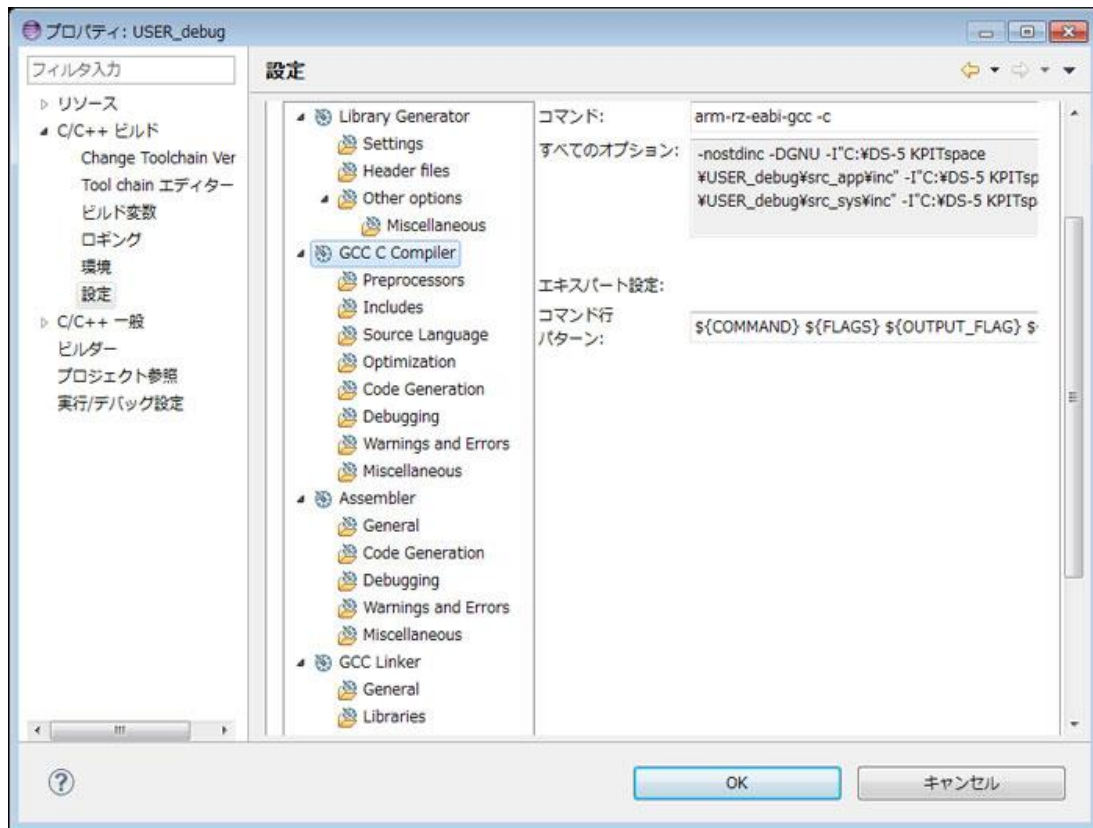 プロパティ: USER_debug
フィルタ入力
リソース
C/C++ ビルド
Change Toolchain Ver
Tool chain エディター
ビルド変数
ロギング
環境
設定
C/C++ 一般
ビルダー
プロジェクト参照
実行/デバッグ設定
設定
Library Generator
Settings
Header files
Other options
Miscellaneous
GCC C Compiler
Preprocessors
Includes
Source Language
Optimization
Code Generation
Debugging
Warnings and Errors
Miscellaneous
Assembler
General
Code Generation
Debugging
Warnings and Errors
Miscellaneous
GCC Linker
General
Libraries
コマンド:
arm-rz-eabi-gcc -c
すべてのオプション:
-nostdinc -DGNU -I"C:¥DS-5 KPITspace
¥USER_debug¥src_app¥inc" -I"C:¥DS-5 KPITsp
¥USER_debug¥src_sys¥inc" -I"C:¥DS-5 KPITsp
エキスパート設定:
コマンド行
パターン:
${COMMAND} ${FLAGS} ${OUTPUT_FLAG} $
OK
キャンセル